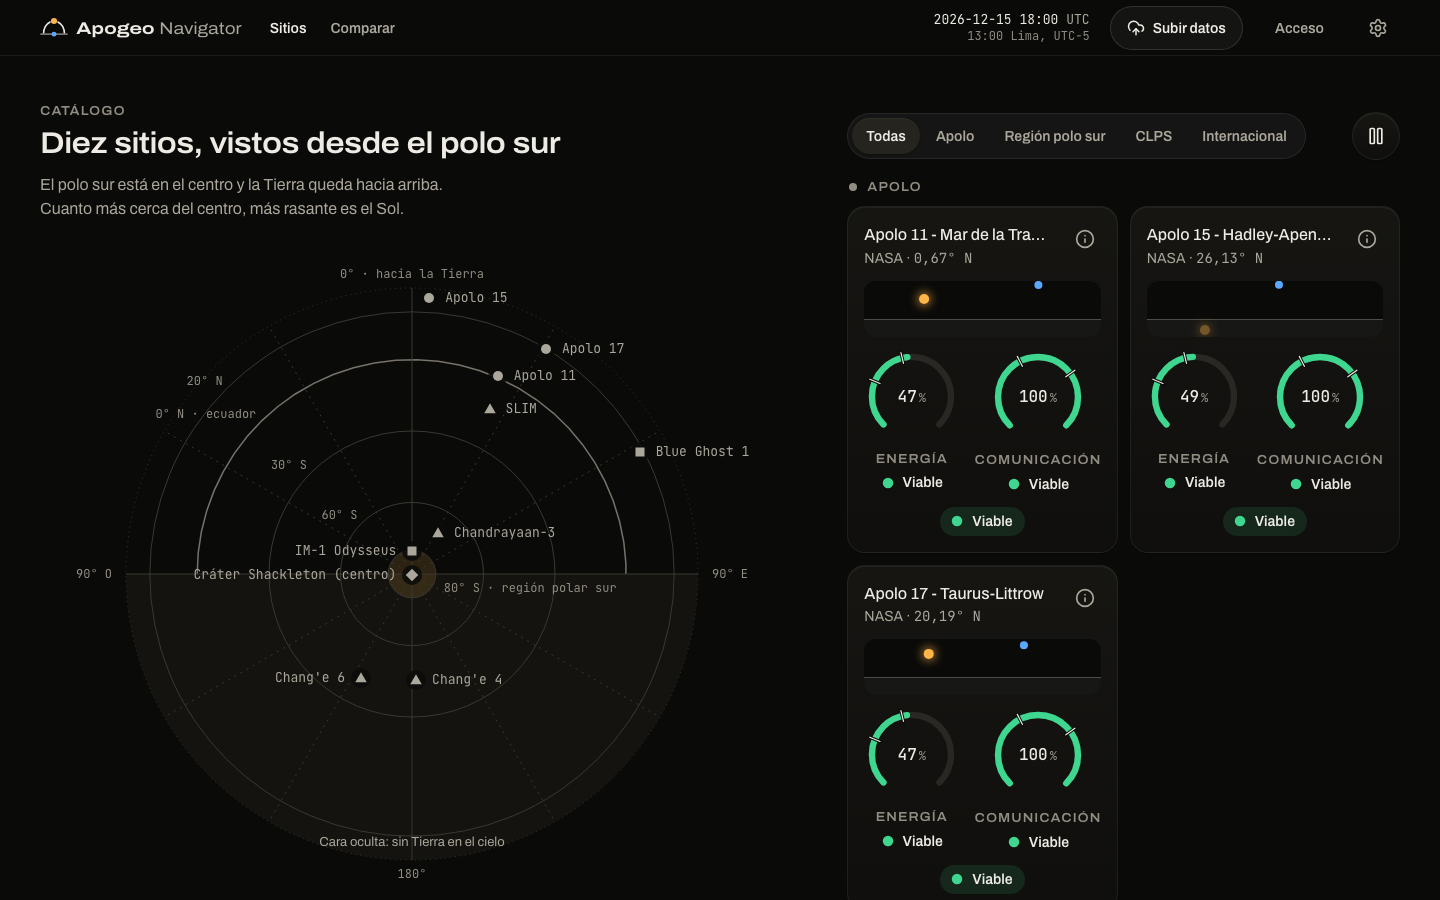 Apogeo Navigator
Sitios
Comparar
2026-12-15 18:00 UTC
13:00 Lima, UTC-5
Subir datos
Acceso
CATÁLOGO
Diez sitios, vistos desde el polo sur
El polo sur está en el centro y la Tierra queda hacia arriba.
Cuanto más cerca del centro, más rasante es el Sol.
0° · hacia la Tierra
Apolo 15
Apolo 17
Apolo 11
20° N
SLIM
0° N · ecuador
Blue Ghost 1
30° S
60° S
Chandrayaan-3
IM-1 Odysseus
90° O
Cráter Shackleton (centro)
90° E
80° S · región polar sur
Chang'e 6
Chang'e 4
Cara oculta: sin Tierra en el cielo
180°
Todas
Apolo
Región polo sur
CLPS
Internacional
APOLO
Apolo 11 - Mar de la Tra...
NASA · 0,67° N
47%
100%
ENERGÍA
COMUNICACIÓN
Viable
Viable
Viable
Apolo 15 - Hadley-Apen...
NASA · 26,13° N
49%
100%
ENERGÍA
COMUNICACIÓN
Viable
Viable
Viable
Apolo 17 - Taurus-Littrow
NASA · 20,19° N
47%
100%
ENERGÍA
COMUNICACIÓN
Viable
Viable
Viable